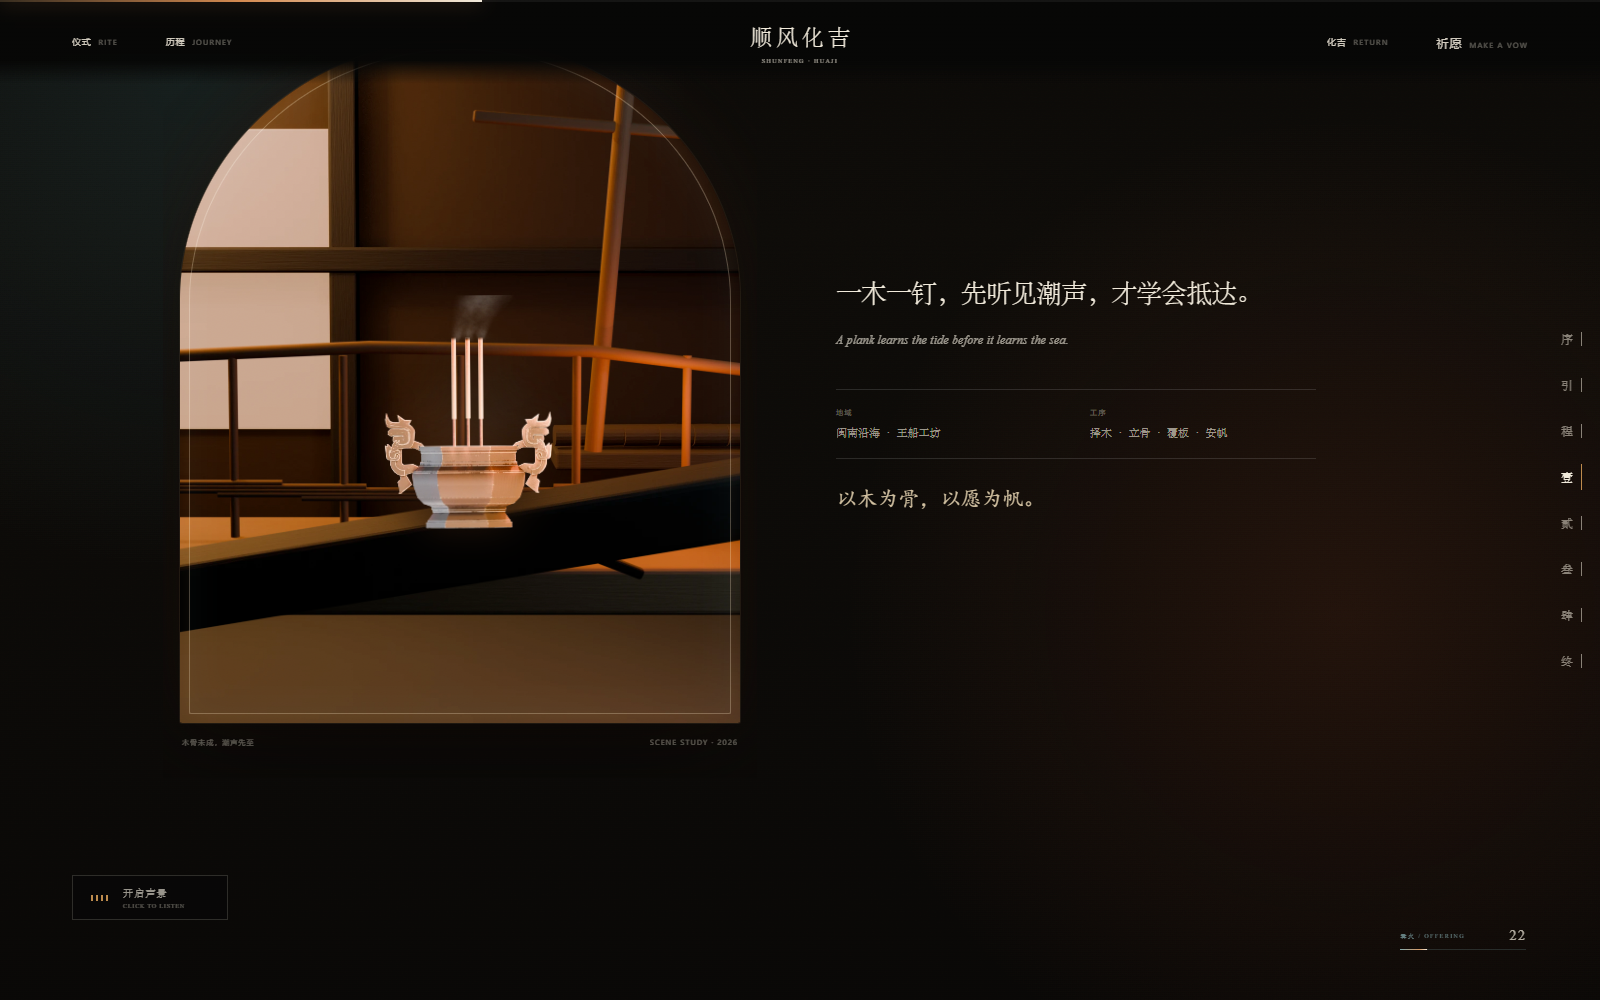 仪式 RITE
历程 JOURNEY
顺风化吉
SHUNFENG · HUAJI
化吉 RETURN
祈愿 MAKE A VOW
一木一钉，先听见潮声，才学会抵达。
A plank learns the tide before it learns the sea.
地域
闽南沿海 · 王船工坊
工序
择木 · 立骨 · 覆板 · 安帆
以木为骨，以愿为帆。
序
引
程
壹
贰
叁
肆
终
木骨未成，潮声先至
SCENE STUDY · 2026
开启声景
CLICK TO LISTEN
薰火 / OFFERING
22